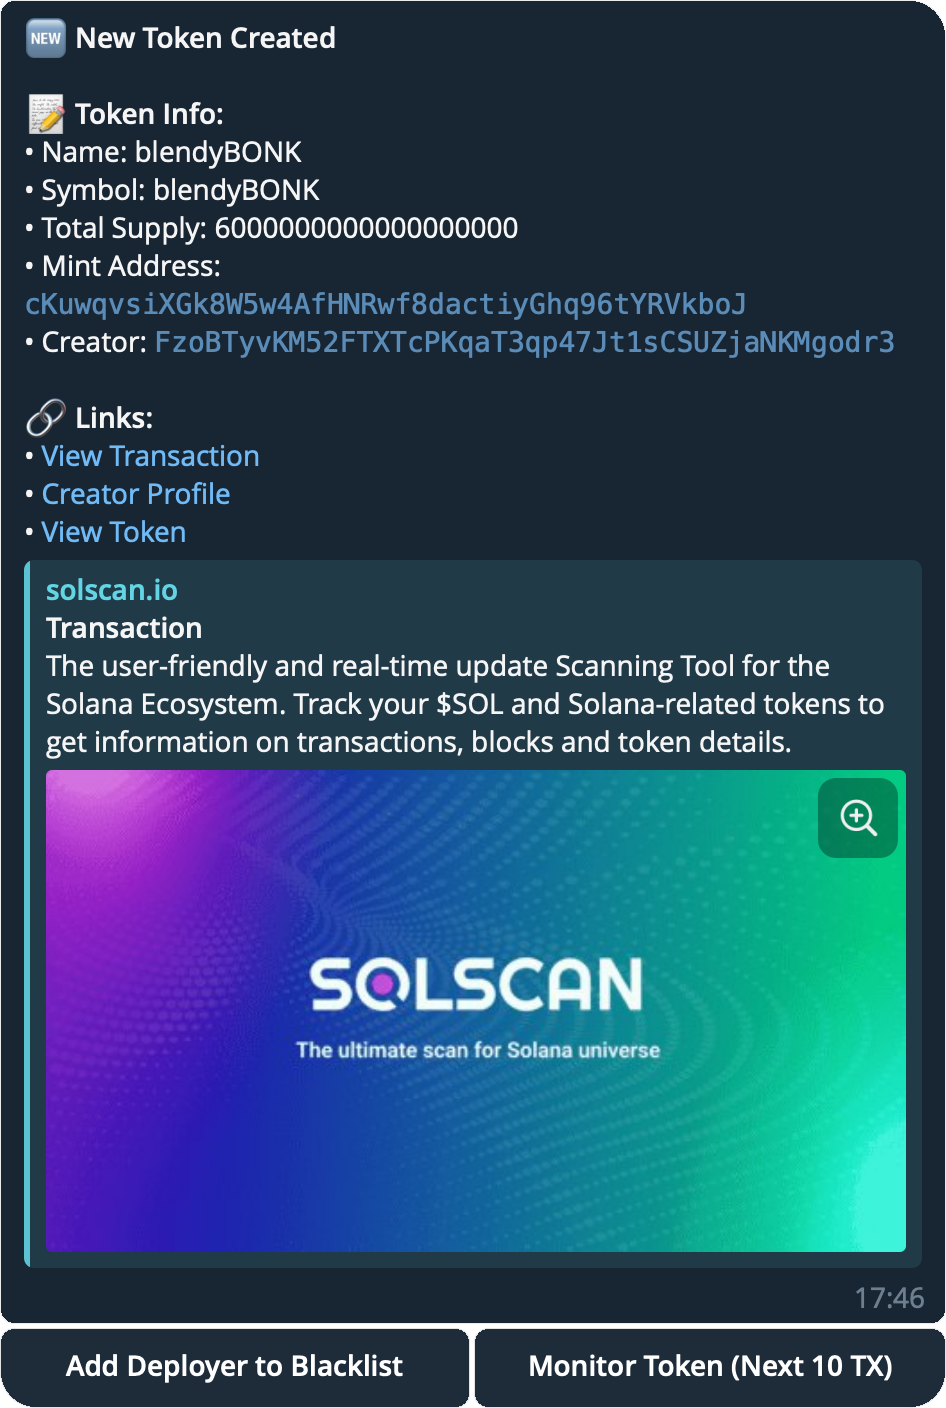 NEW New Token Created
Token Info:
• Name: blendyBONK
• Symbol: blendyBONK
• Total Supply: 6000000000000000000
• Mint Address:
cKuwqvsiXGk8W5w4AfHNRwf8dactiyGhq96tYRVkboJ
• Creator: FzoBTyvKM52FTXTcPKqaT3qp47Jt1sCSUZjaNKMgodr3
Links:
• View Transaction
• Creator Profile
• View Token
solscan.io
Transaction
The user-friendly and real-time update Scanning Tool for the
Solana Ecosystem. Track your $SOL and Solana-related tokens to
get information on transactions, blocks and token details.
SOLSCAN
The ultimate scan for Solana universe
17:46
Add Deployer to Blacklist
Monitor Token (Next 10 TX)